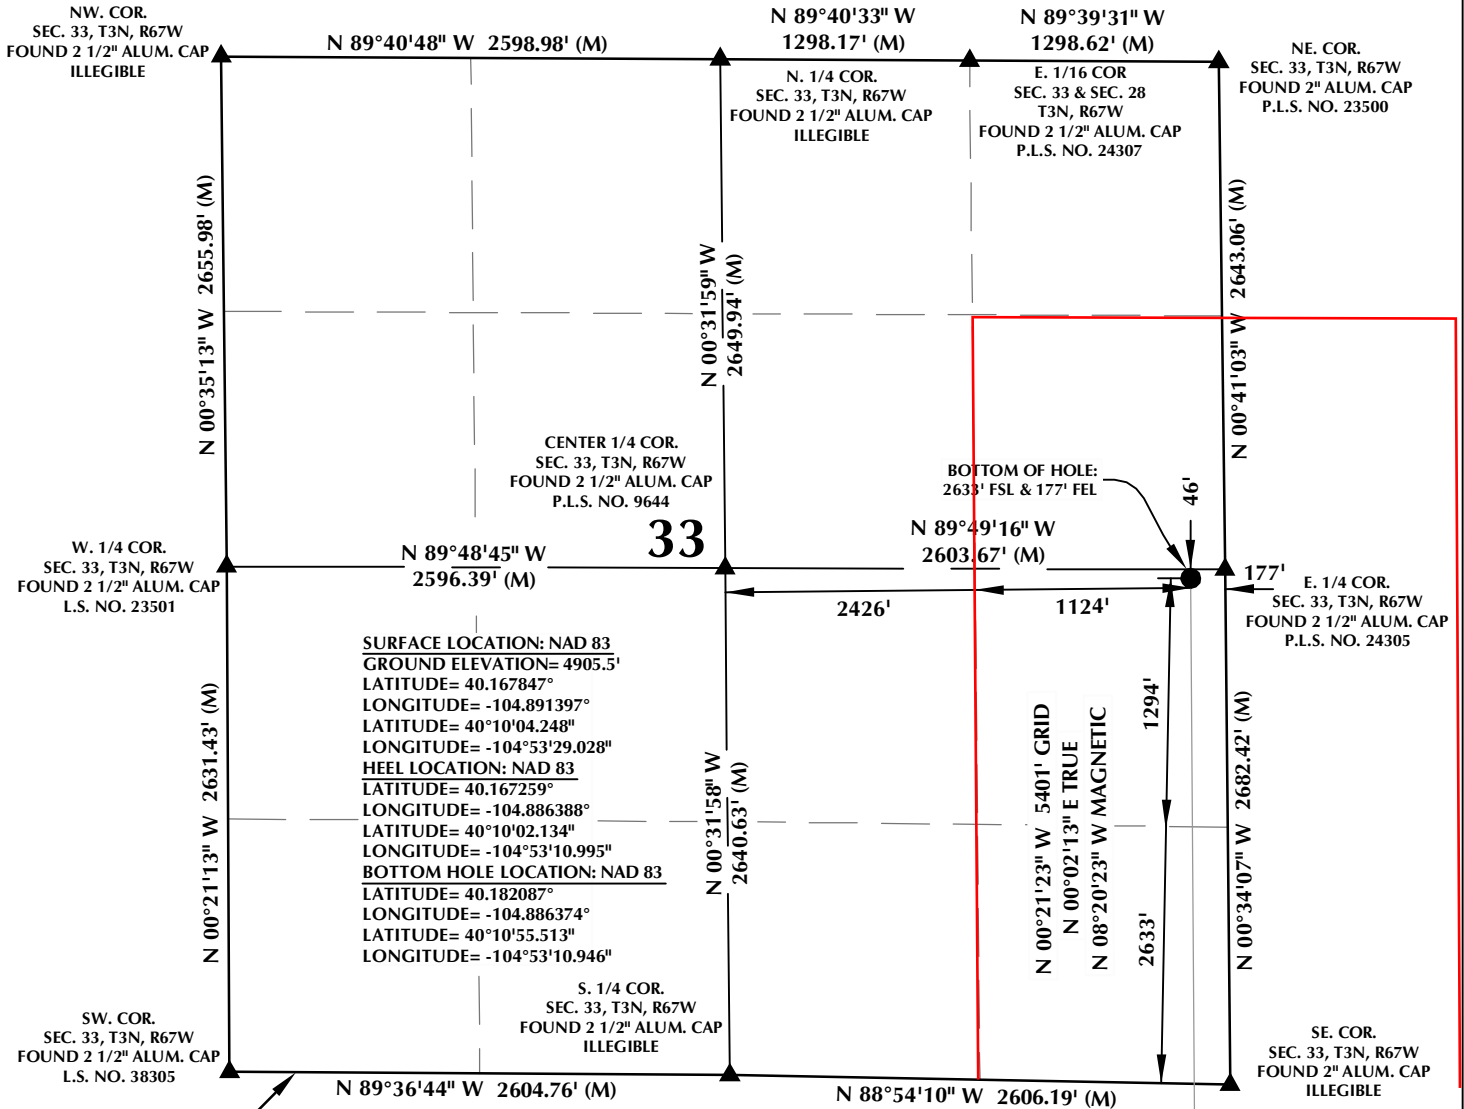 NW. COR.
SEC. 33, T3N, R67W
FOUND 2 1/2" ALUM. CAP
ILLEGIBLE
N 89°40'48" W 2598.98' (M)
N 89°40'33" W
1298.17' (M)
N 89°39'31" W
1298.62' (M)
N. 1/4 COR.
SEC. 33, T3N, R67W
FOUND 2 1/2" ALUM. CAP
ILLEGIBLE
E. 1/16 COR
SEC. 33 & SEC. 28
T3N, R67W
FOUND 2 1/2" ALUM. CAP
P.L.S. NO. 24307
NE. COR.
SEC. 33, T3N, R67W
FOUND 2" ALUM. CAP
P.L.S. NO. 23500
N 00°35'13" W 2655.98' (M)
N 00°31'59" W
2649.94' (M)
N 00°41'03" W 2643.06' (M)
CENTER 1/4 COR.
SEC. 33, T3N, R67W
FOUND 2 1/2" ALUM. CAP
P.L.S. NO. 9644
33
BOTTOM OF HOLE:
2633' FSL & 177' FEL
46'
W. 1/4 COR.
SEC. 33, T3N, R67W
FOUND 2 1/2" ALUM. CAP
L.S. NO. 23501
N 89°48'45" W
2596.39' (M)
N 89°49'16" W
2603.67' (M)
177'
E. 1/4 COR.
SEC. 33, T3N, R67W
FOUND 2 1/2" ALUM. CAP
P.L.S. NO. 24305
2426'
1124'
SURFACE LOCATION: NAD 83
GROUND ELEVATION= 4905.5'
LATITUDE= 40.167847°
LONGITUDE= -104.891397°
LATITUDE= 40°10'04.248"
LONGITUDE= -104°53'29.028"
HEEL LOCATION: NAD 83
LATITUDE= 40.167259°
LONGITUDE= -104.886388°
LATITUDE= 40°10'02.134"
LONGITUDE= -104°53'10.995"
BOTTOM HOLE LOCATION: NAD 83
LATITUDE= 40.182087°
LONGITUDE= -104.886374°
LATITUDE= 40°10'55.513"
LONGITUDE= -104°53'10.946"
N 00°21'13" W 2631.43' (M)
N 00°31'58" W
2640.63' (M)
N 00°21'23" W 5401' GRID
N 00°02'13" E TRUE
N 08°20'23" W MAGNETIC
1294'
2633'
N 00°34'07" W 2682.42' (M)
SW. COR.
SEC. 33, T3N, R67W
FOUND 2 1/2" ALUM. CAP
L.S. NO. 38305
S. 1/4 COR.
SEC. 33, T3N, R67W
FOUND 2 1/2" ALUM. CAP
ILLEGIBLE
SE. COR.
SEC. 33, T3N, R67W
FOUND 2" ALUM. CAP
ILLEGIBLE
N 89°36'44" W 2604.76' (M)
N 88°54'10" W 2606.19' (M)